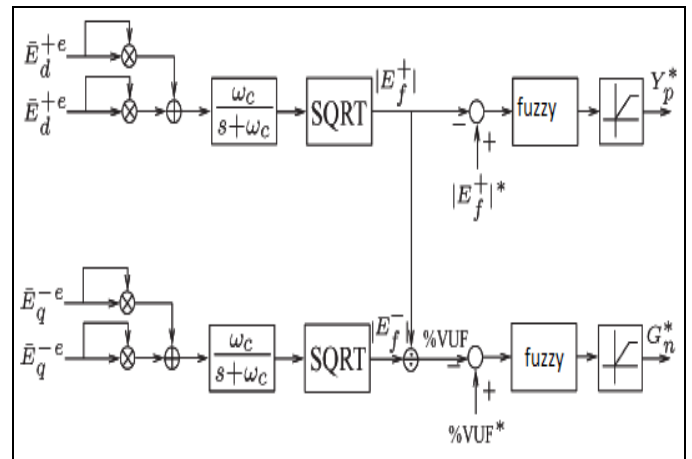 Ē_d^{+e}
Ē_d^{+e}
ω_C
s+ω_C
SQRT
|E_f^+|
−
+
|E_f^+|*
fuzzy
Y_p^*
Ē_q^{−e}
Ē_q^{−e}
ω_C
s+ω_C
SQRT
|E_f^−|
%VUF
−
+
%VUF*
fuzzy
G_n^*